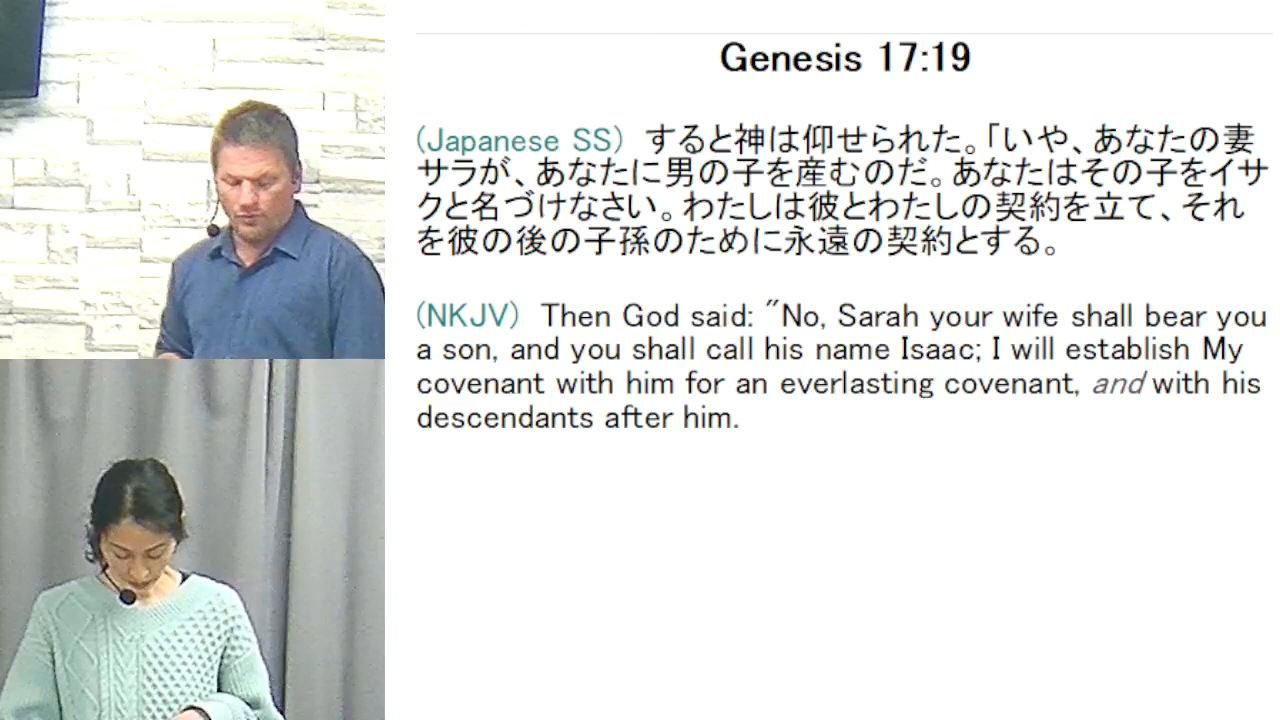 Genesis 17:19
(Japanese SS) すると神は仰せられた。「いや、あなたの妻
サラが、あなたに男の子を産むのだ。あなたはその子をイサ
クと名づけなさい。わたしは彼とわたしの契約を立て、それ
を彼の後の子孫のために永遠の契約とする。
(NKJV) Then God said: "No, Sarah your wife shall bear you
a son, and you shall call his name Isaac; I will establish My
covenant with him for an everlasting covenant, and with his
descendants after him.